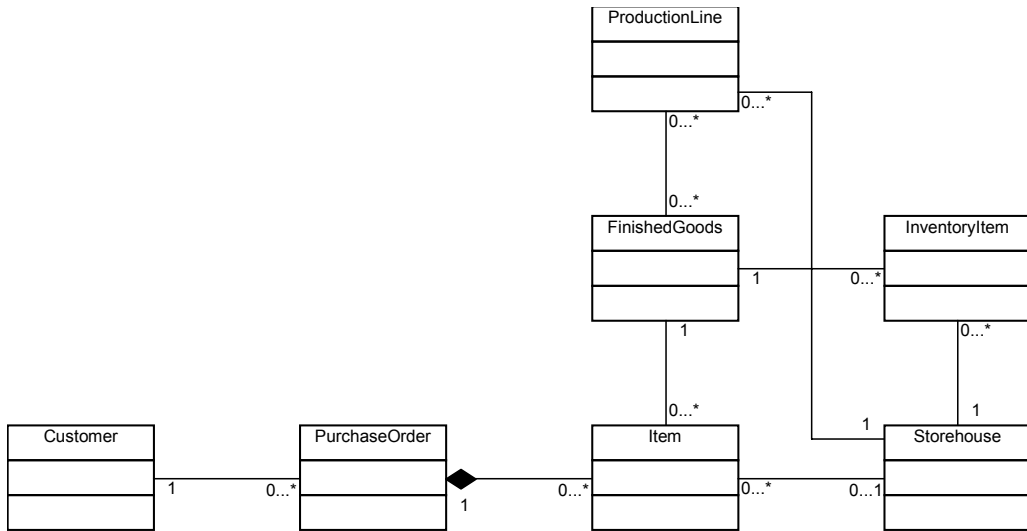 ProductionLine
0...*
0...*
0...*
FinishedGoods
InventoryItem
1
0...*
1
0...*
0...*
1
1
Customer
PurchaseOrder
Item
Storehouse
1
0...*
1
0...*
0...*
0...1